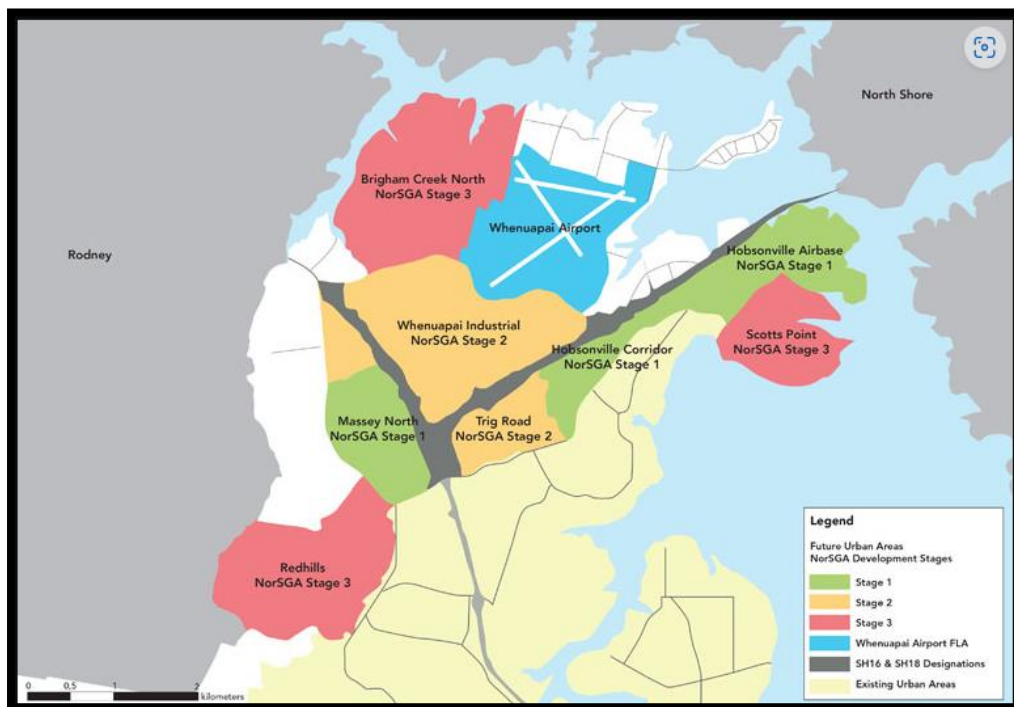 North Shore
Brigham Creek North
NorSGA Stage 3
Rodney
Whenuapai Airport
Hobsonville Airbase
NorSGA Stage 1
Whenuapai Industrial
NorSGA Stage 2
Scotts Point
NorSGA Stage 3
Hobsonville Corridor
NorSGA Stage 1
Massey North
NorSGA Stage 1
Trig Road
NorSGA Stage 2
Redhills
NorSGA Stage 3
Legend
Future Urban Areas
NorSGA Development Stages
Stage 1
Stage 2
Stage 3
Whenuapai Airport FLA
SH16 & SH18 Designations
Existing Urban Areas
0 0.5 1 2
kilometers